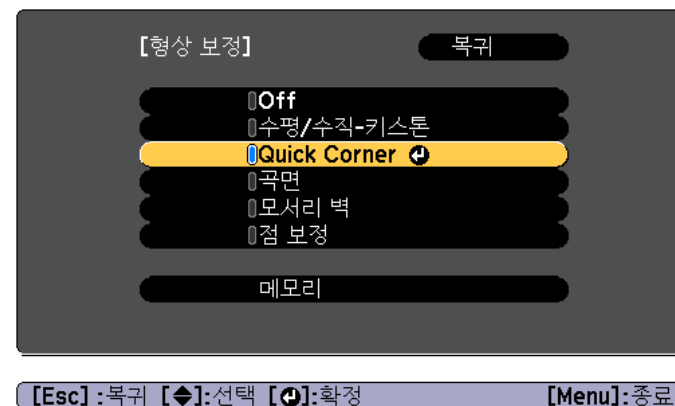 [형상 보정] 복귀
Off
수평/수직-키스톤
Quick Corner
곡면
모서리 벽
점 보정
메모리
[Esc] :복귀 [◆]:선택 [↵]:확정 [Menu]:종료